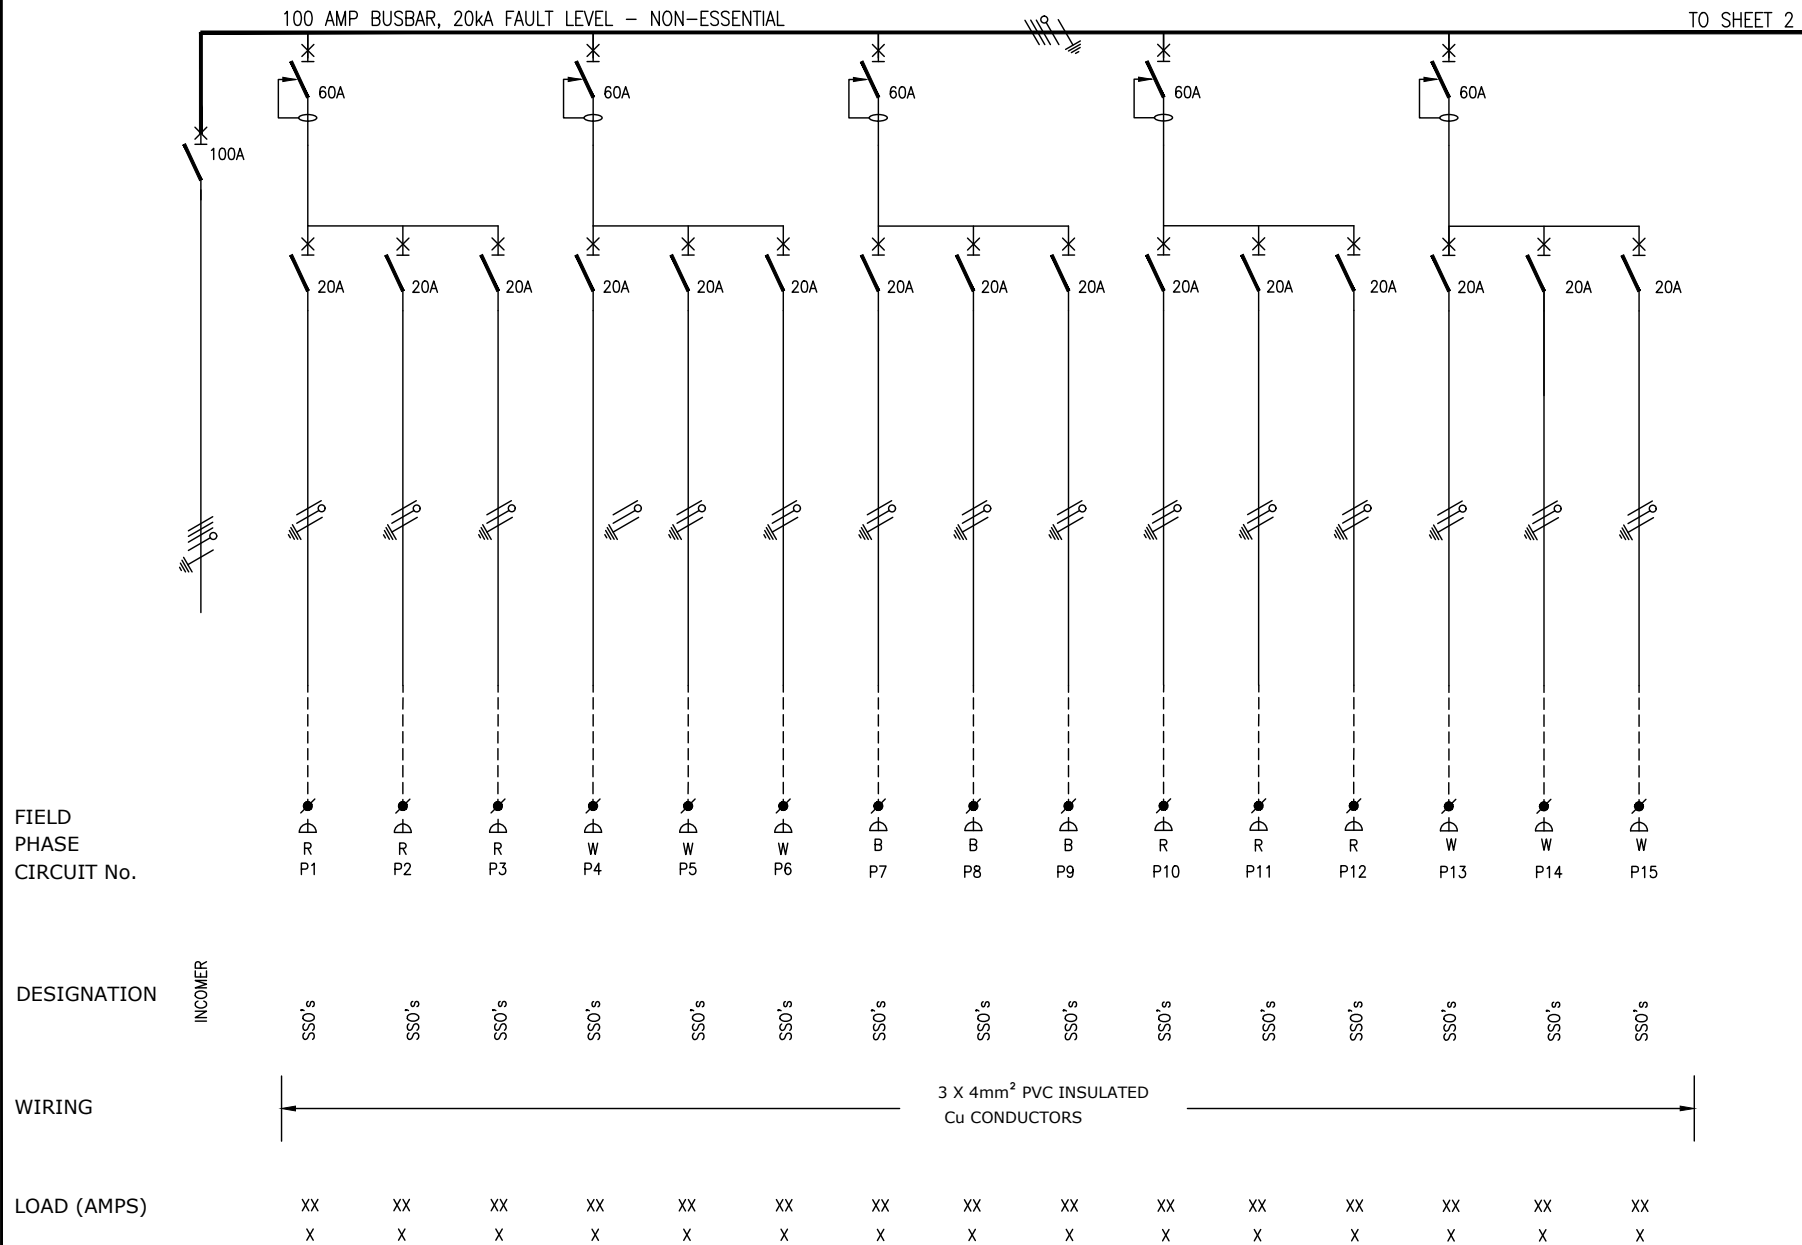 100 AMP BUSBAR, 20kA FAULT LEVEL – NON-ESSENTIAL
TO SHEET 2
60A 60A 60A 60A 60A
100A
20A 20A 20A 20A 20A 20A 20A 20A 20A 20A 20A 20A 20A 20A 20A
FIELD
PHASE R R R W W W B B B R R R W W W
CIRCUIT No. P1 P2 P3 P4 P5 P6 P7 P8 P9 P10 P11 P12 P13 P14 P15
DESIGNATION INCOMER SSO's SSO's SSO's SSO's SSO's SSO's SSO's SSO's SSO's SSO's SSO's SSO's SSO's SSO's SSO's
WIRING
3 X 4mm² PVC INSULATED
Cu CONDUCTORS
LOAD (AMPS) XX XX XX XX XX XX XX XX XX XX XX XX XX XX XX
X X X X X X X X X X X X X X X